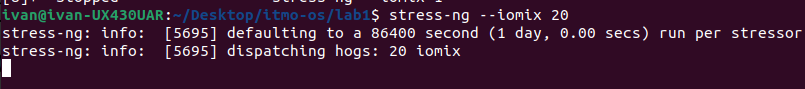 ivan@ivan-UX430UAR:~/Desktop/itmo-os/lab1$ stress-ng --iomix 20
stress-ng: info:  [5695] defaulting to a 86400 second (1 day, 0.00 secs) run per stressor
stress-ng: info:  [5695] dispatching hogs: 20 iomix